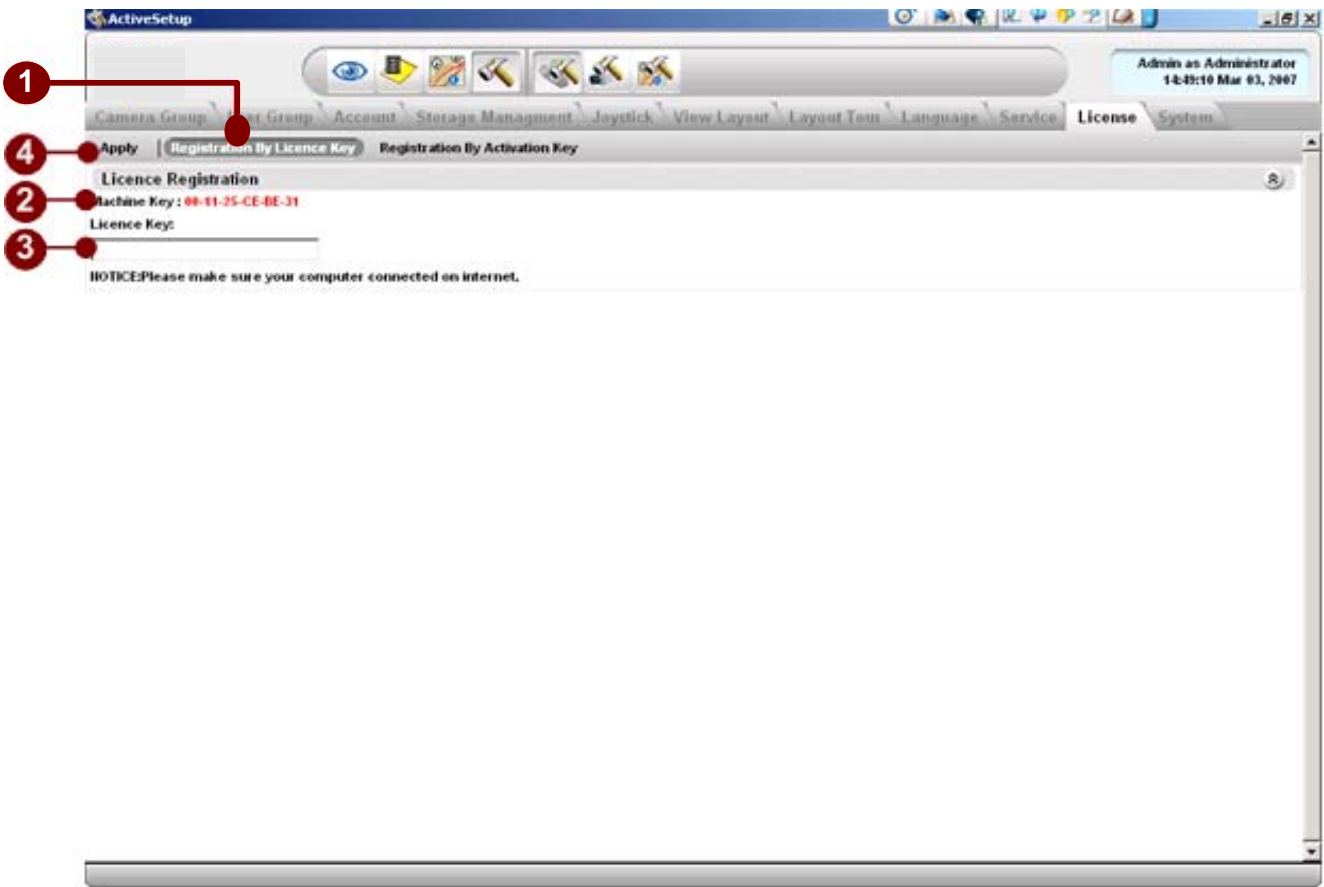 ActiveSetup
Admin as Administrator
14:49:10 Mar 03, 2007
1
Camera Group User Group Account Storage Managment Joystick View Layout Layout Tour Language Service License System
4
Apply Registration By Licence Key Registration By Activation Key
Licence Registration
2
Machine Key : 00-11-25-CE-BE-31
Licence Key:
3
NOTICE:Please make sure your computer connected on internet.